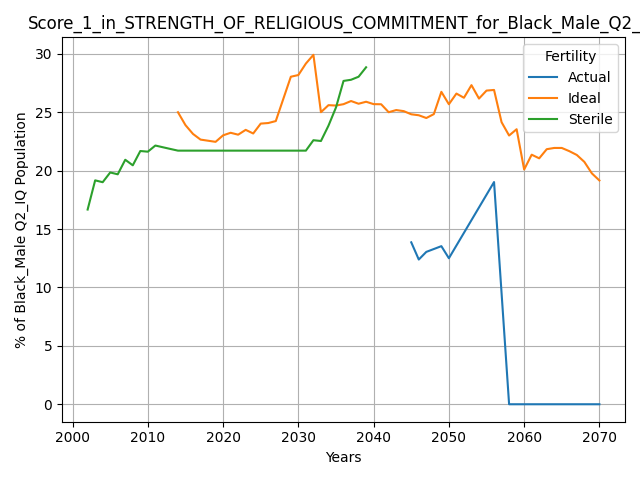 Score_1_in_STRENGTH_OF_RELIGIOUS_COMMITMENT_for_Black_Male_Q2_
Fertility
Actual
Ideal
Sterile
% of Black_Male Q2_IQ Population
30
25
20
15
10
5
0
2000 2010 2020 2030 2040 2050 2060 2070
Years